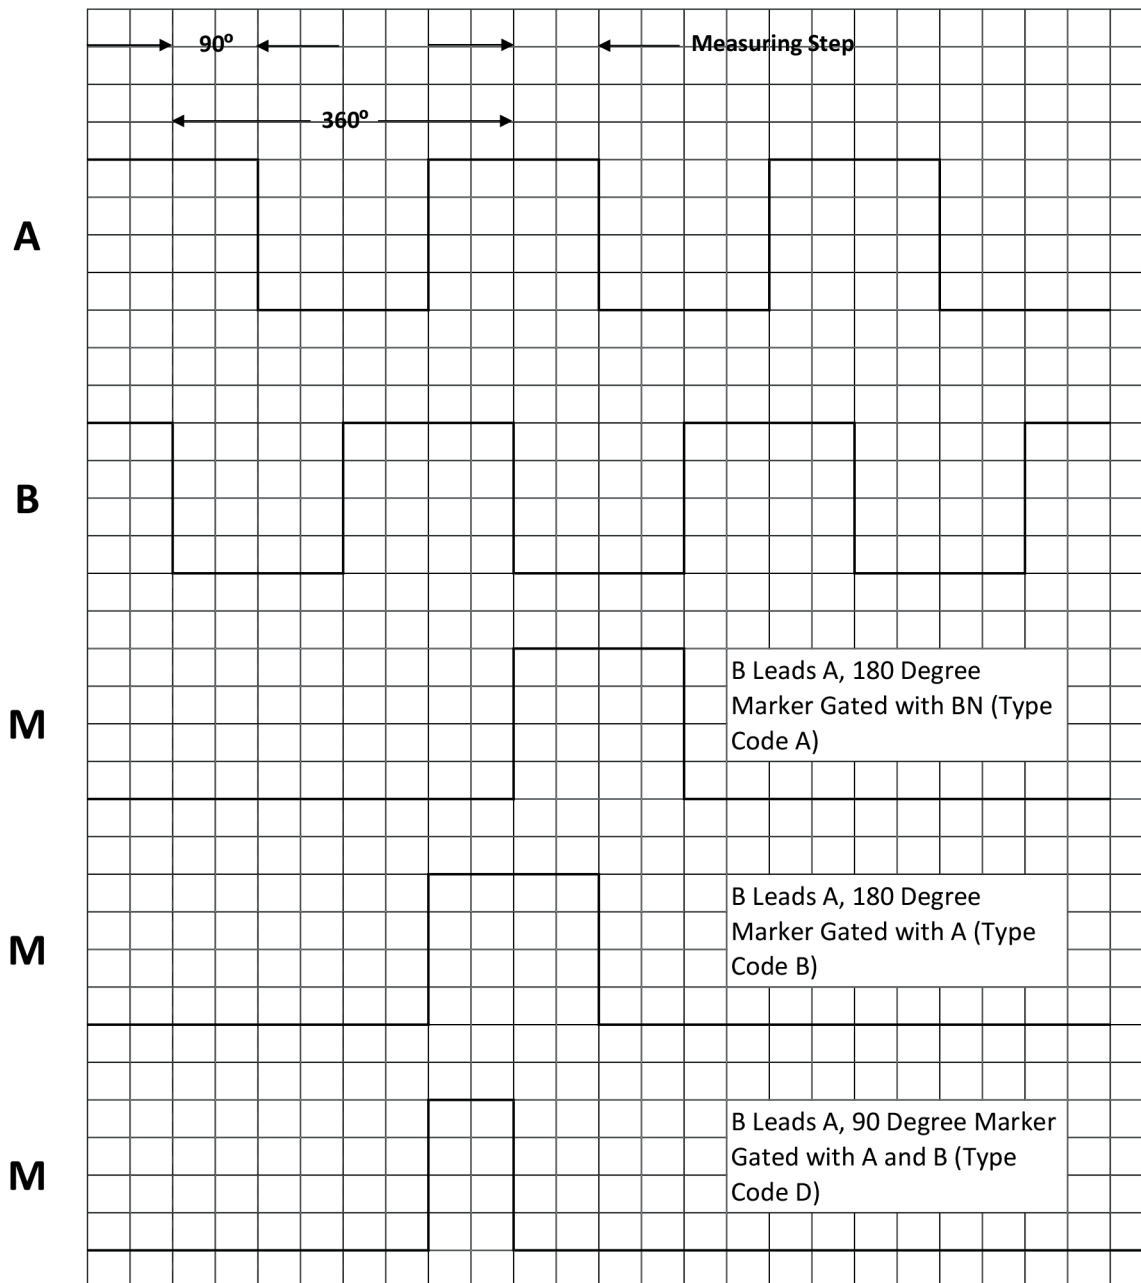 90º
Measuring Step
360º
A
B
M
B Leads A, 180 Degree
Marker Gated with BN (Type
Code A)
M
B Leads A, 180 Degree
Marker Gated with A (Type
Code B)
M
B Leads A, 90 Degree Marker
Gated with A and B (Type
Code D)